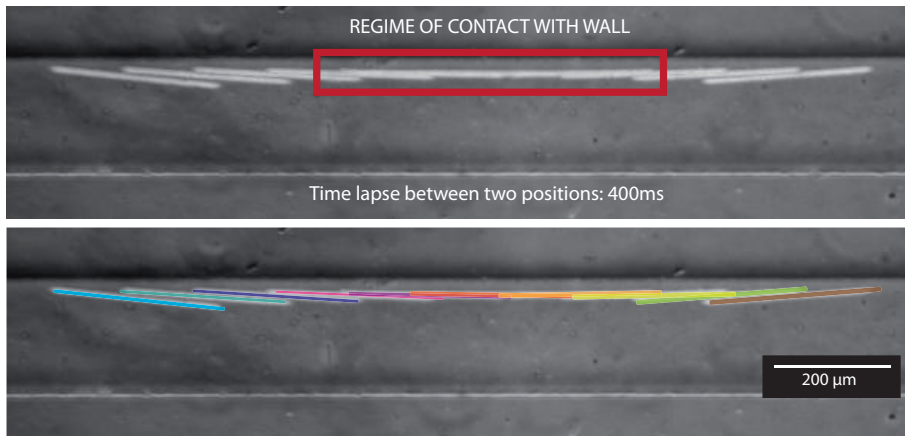 REGIME OF CONTACT WITH WALL
Time lapse between two positions: 400ms
200 µm